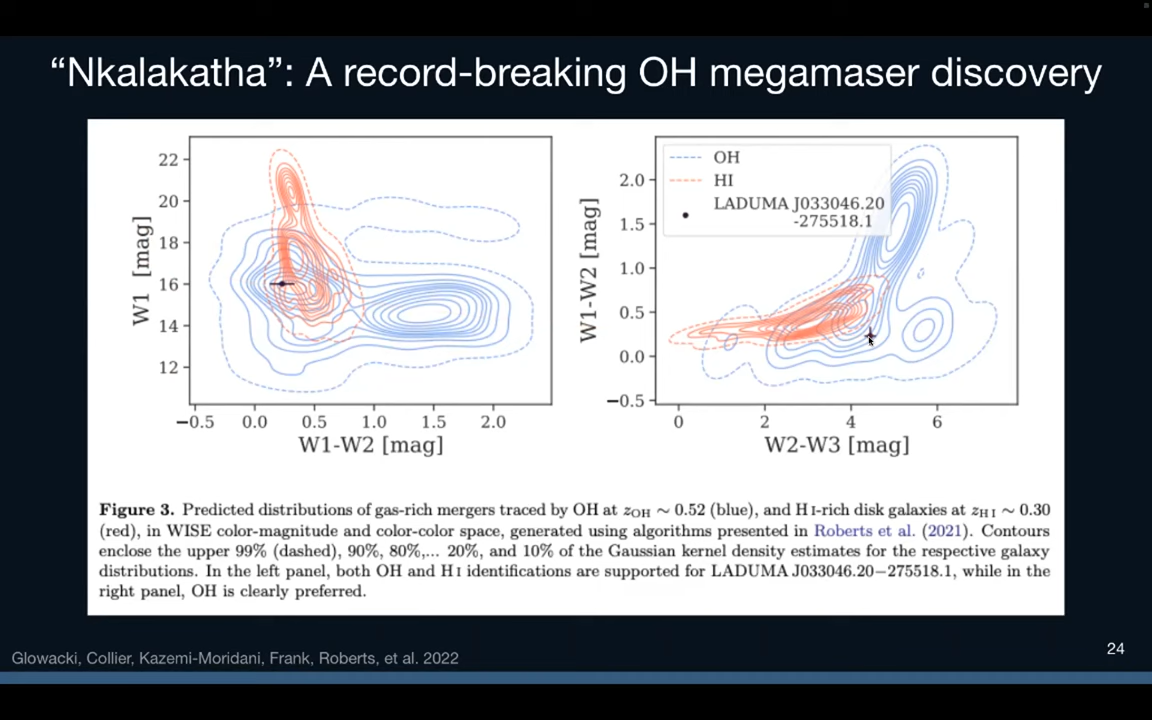 “Nkalakatha”: A record-breaking OH megamaser discovery
22
20
18
16
14
12
W1 [mag]
−0.5 0.0 0.5 1.0 1.5 2.0
W1-W2 [mag]
OH
HI
LADUMA J033046.20
-275518.1
2.0
1.5
1.0
0.5
0.0
−0.5
W1-W2 [mag]
0 2 4 6
W2-W3 [mag]
Figure 3. Predicted distributions of gas-rich mergers traced by OH at zOH ∼ 0.52 (blue), and H I-rich disk galaxies at zH I ∼ 0.30
(red), in WISE color-magnitude and color-color space, generated using algorithms presented in Roberts et al. (2021). Contours
enclose the upper 99% (dashed), 90%, 80%,... 20%, and 10% of the Gaussian kernel density estimates for the respective galaxy
distributions. In the left panel, both OH and H I identifications are supported for LADUMA J033046.20−275518.1, while in the
right panel, OH is clearly preferred.
Glowacki, Collier, Kazemi-Moridani, Frank, Roberts, et al. 2022
24